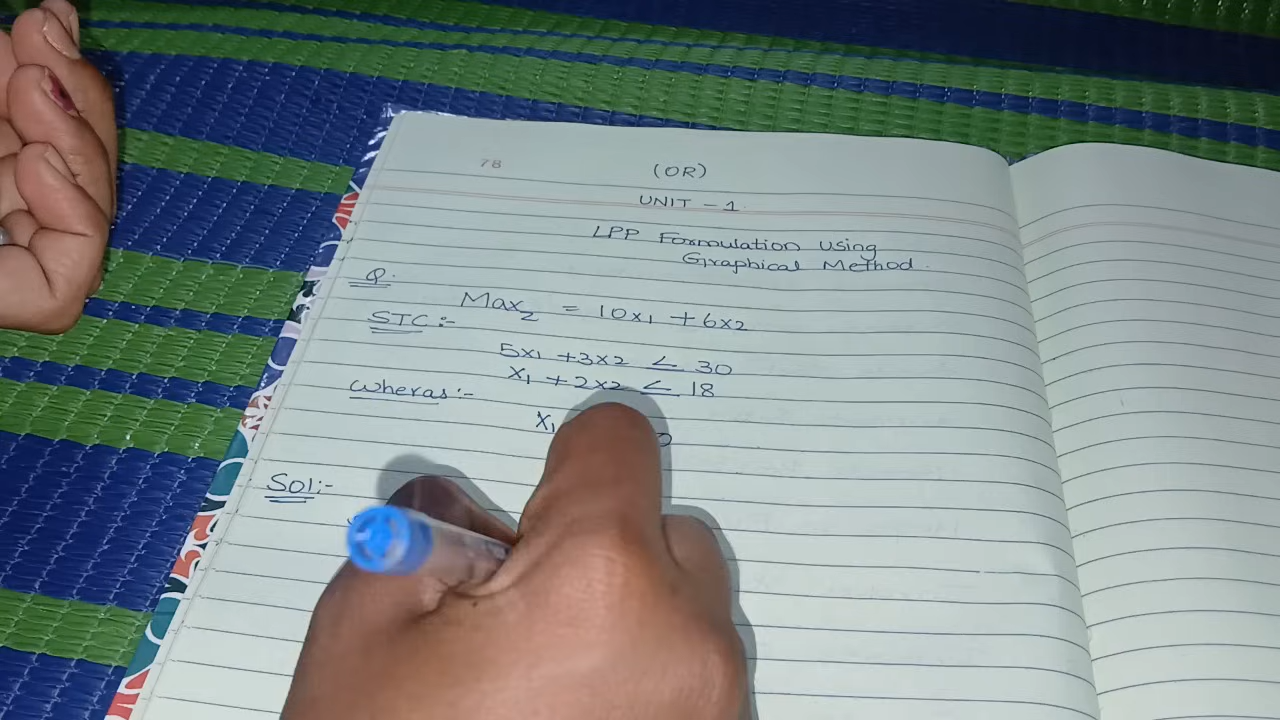 78
(OR)
UNIT - 1.
LPP Formulation Using
Graphical Method.
Q.
Max z = 10x1 + 6x2
STC:-
5x1 + 3x2 ≤ 30
x1 + 2x2 ≤ 18
Wheras:-
x1 0
Sol:-